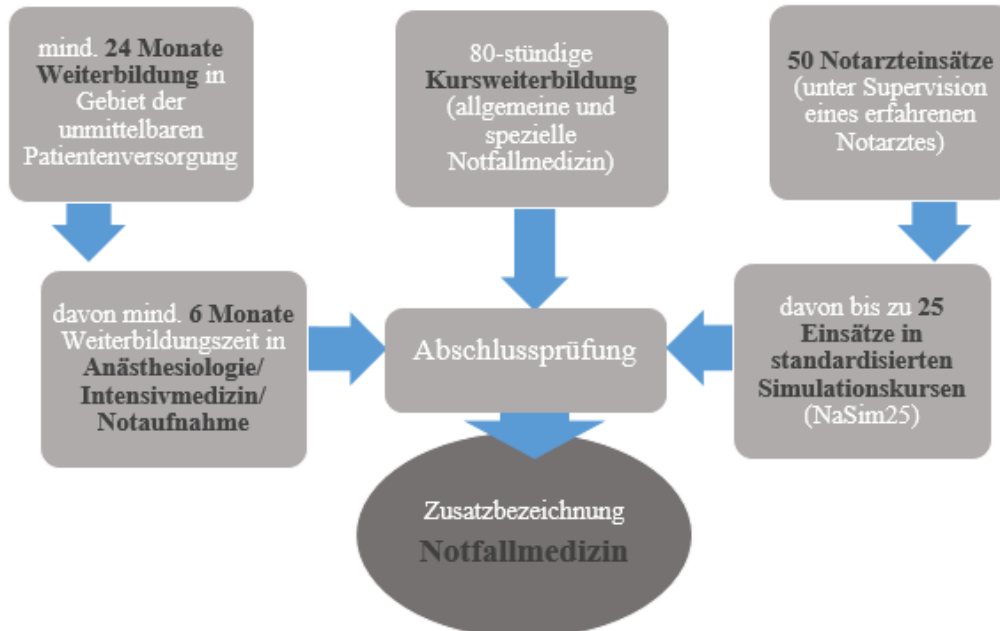 mind. 24 Monate
Weiterbildung in
Gebiet der
unmittelbaren
Patientenversorgung
80-stündige
Kursweiterbildung
(allgemeine und
spezielle
Notfallmedizin)
50 Notarzteinsätze
(unter Supervision
eines erfahrenen
Notarztes)
davon mind. 6 Monate
Weiterbildungszeit in
Anästhesiologie/
Intensivmedizin/
Notaufnahme
Abschlussprüfung
davon bis zu 25
Einsätze in
standardisierten
Simulationskursen
(NaSim25)
Zusatzbezeichnung
Notfallmedizin